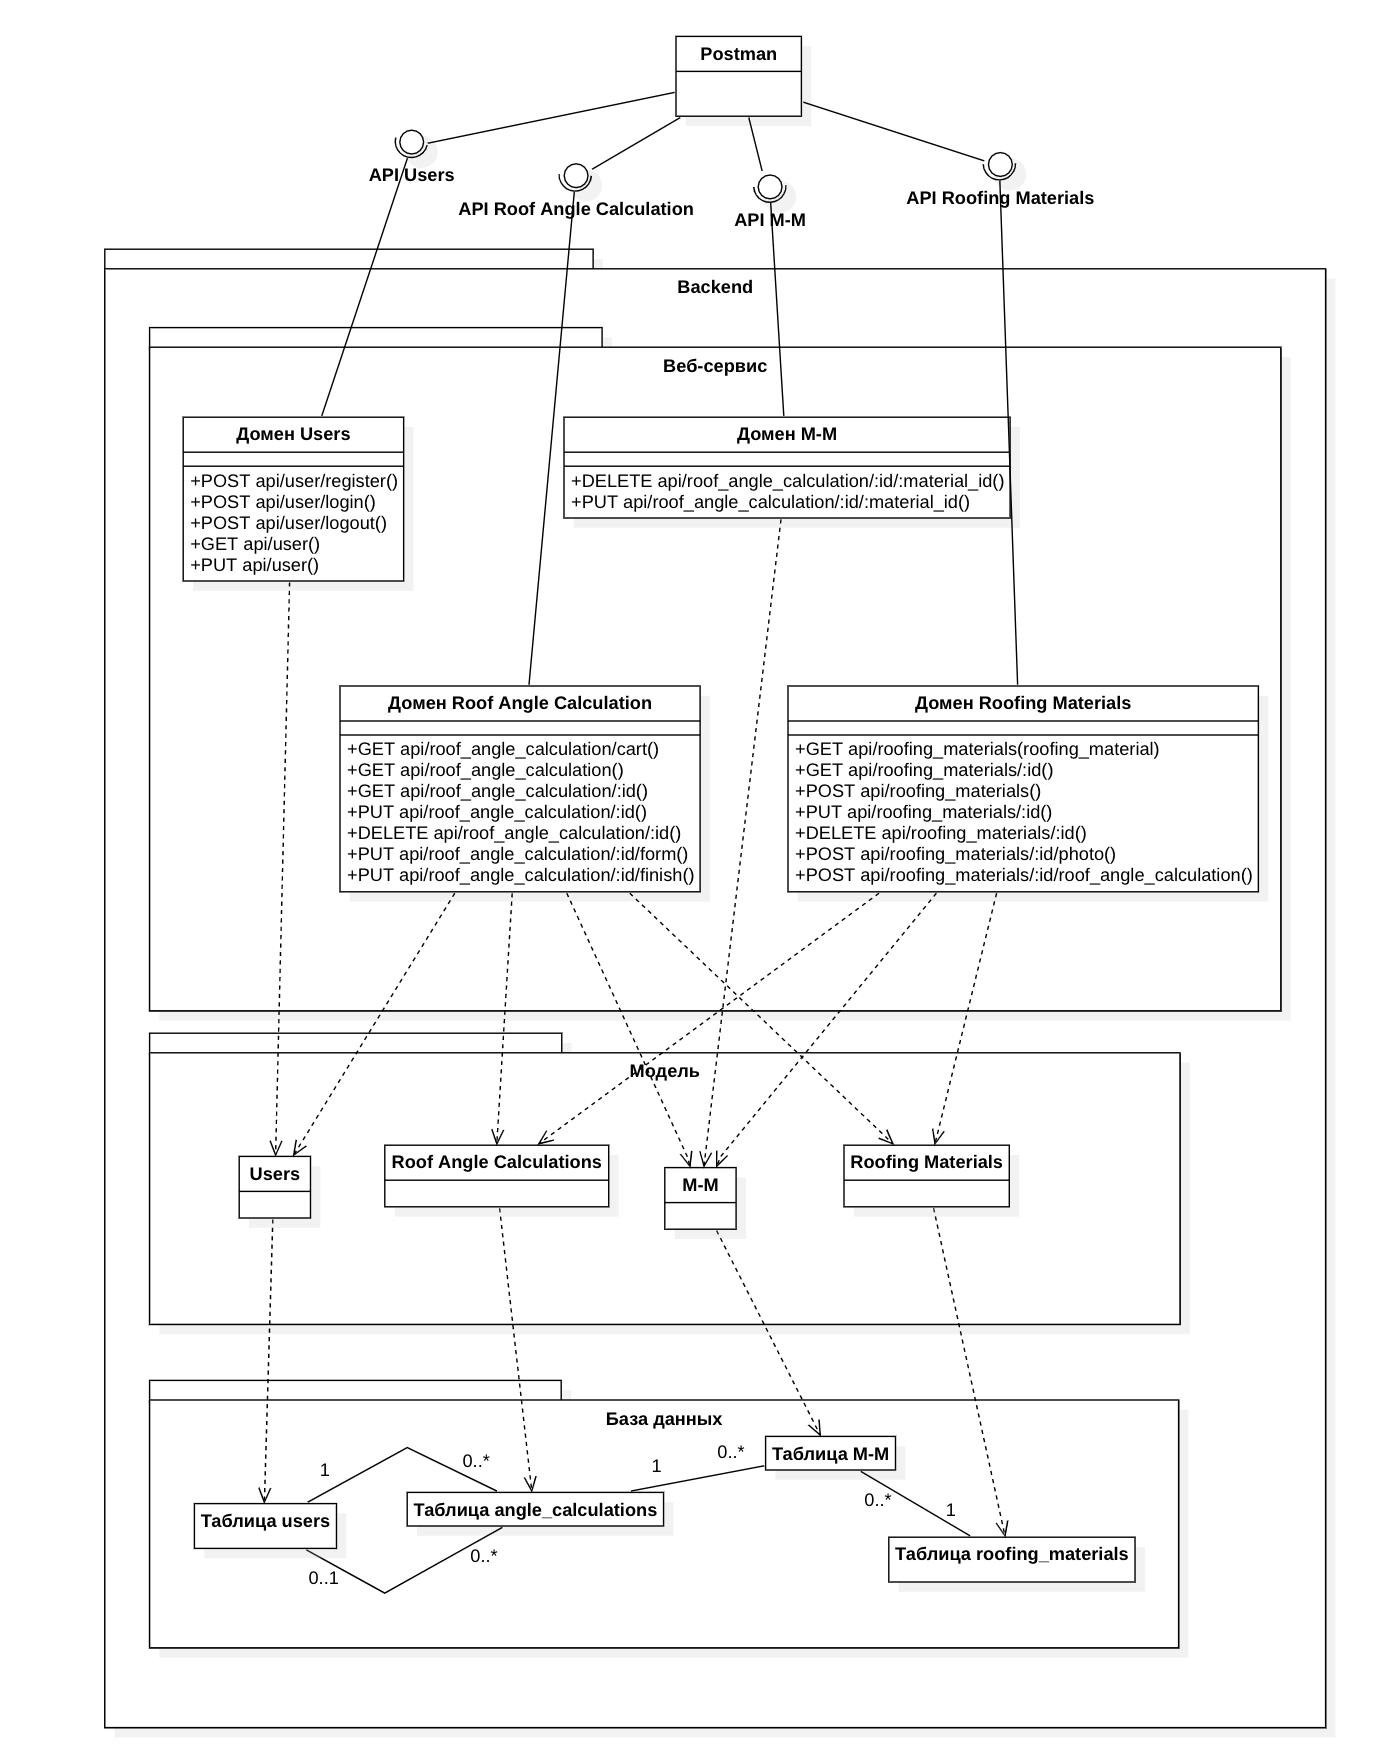 Postman
API Users
API Roof Angle Calculation
API M-M
API Roofing Materials
Backend
Веб-сервис
Домен Users
+POST api/user/register()
+POST api/user/login()
+POST api/user/logout()
+GET api/user()
+PUT api/user()
Домен M-M
+DELETE api/roof_angle_calculation/:id/:material_id()
+PUT api/roof_angle_calculation/:id/:material_id()
Домен Roof Angle Calculation
+GET api/roof_angle_calculation/cart()
+GET api/roof_angle_calculation()
+GET api/roof_angle_calculation/:id()
+PUT api/roof_angle_calculation/:id()
+DELETE api/roof_angle_calculation/:id()
+PUT api/roof_angle_calculation/:id/form()
+PUT api/roof_angle_calculation/:id/finish()
Домен Roofing Materials
+GET api/roofing_materials(roofing_material)
+GET api/roofing_materials/:id()
+POST api/roofing_materials()
+PUT api/roofing_materials/:id()
+DELETE api/roofing_materials/:id()
+POST api/roofing_materials/:id/photo()
+POST api/roofing_materials/:id/roof_angle_calculation()
Модель
Users
Roof Angle Calculations
M-M
Roofing Materials
База данных
1
0..*
1
0..*
Таблица M-M
Таблица users
Таблица angle_calculations
0..*
1
0..1
0..*
Таблица roofing_materials